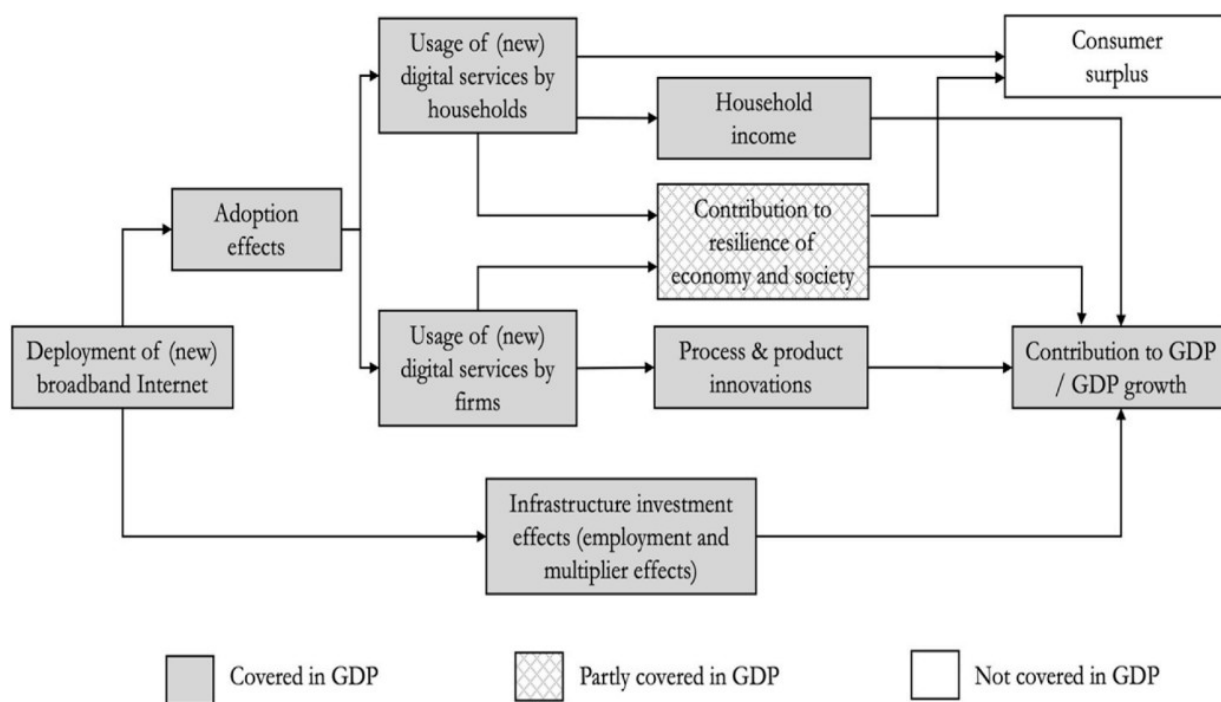 Usage of (new)
digital services by
households
Consumer
surplus
Household
income
Adoption
effects
Contribution to
resilience of
economy and society
Deployment of (new)
broadband Internet
Usage of (new)
digital services by
firms
Process & product
innovations
Contribution to GDP
/ GDP growth
Infrastructure investment
effects (employment and
multiplier effects)
Covered in GDP
Partly covered in GDP
Not covered in GDP